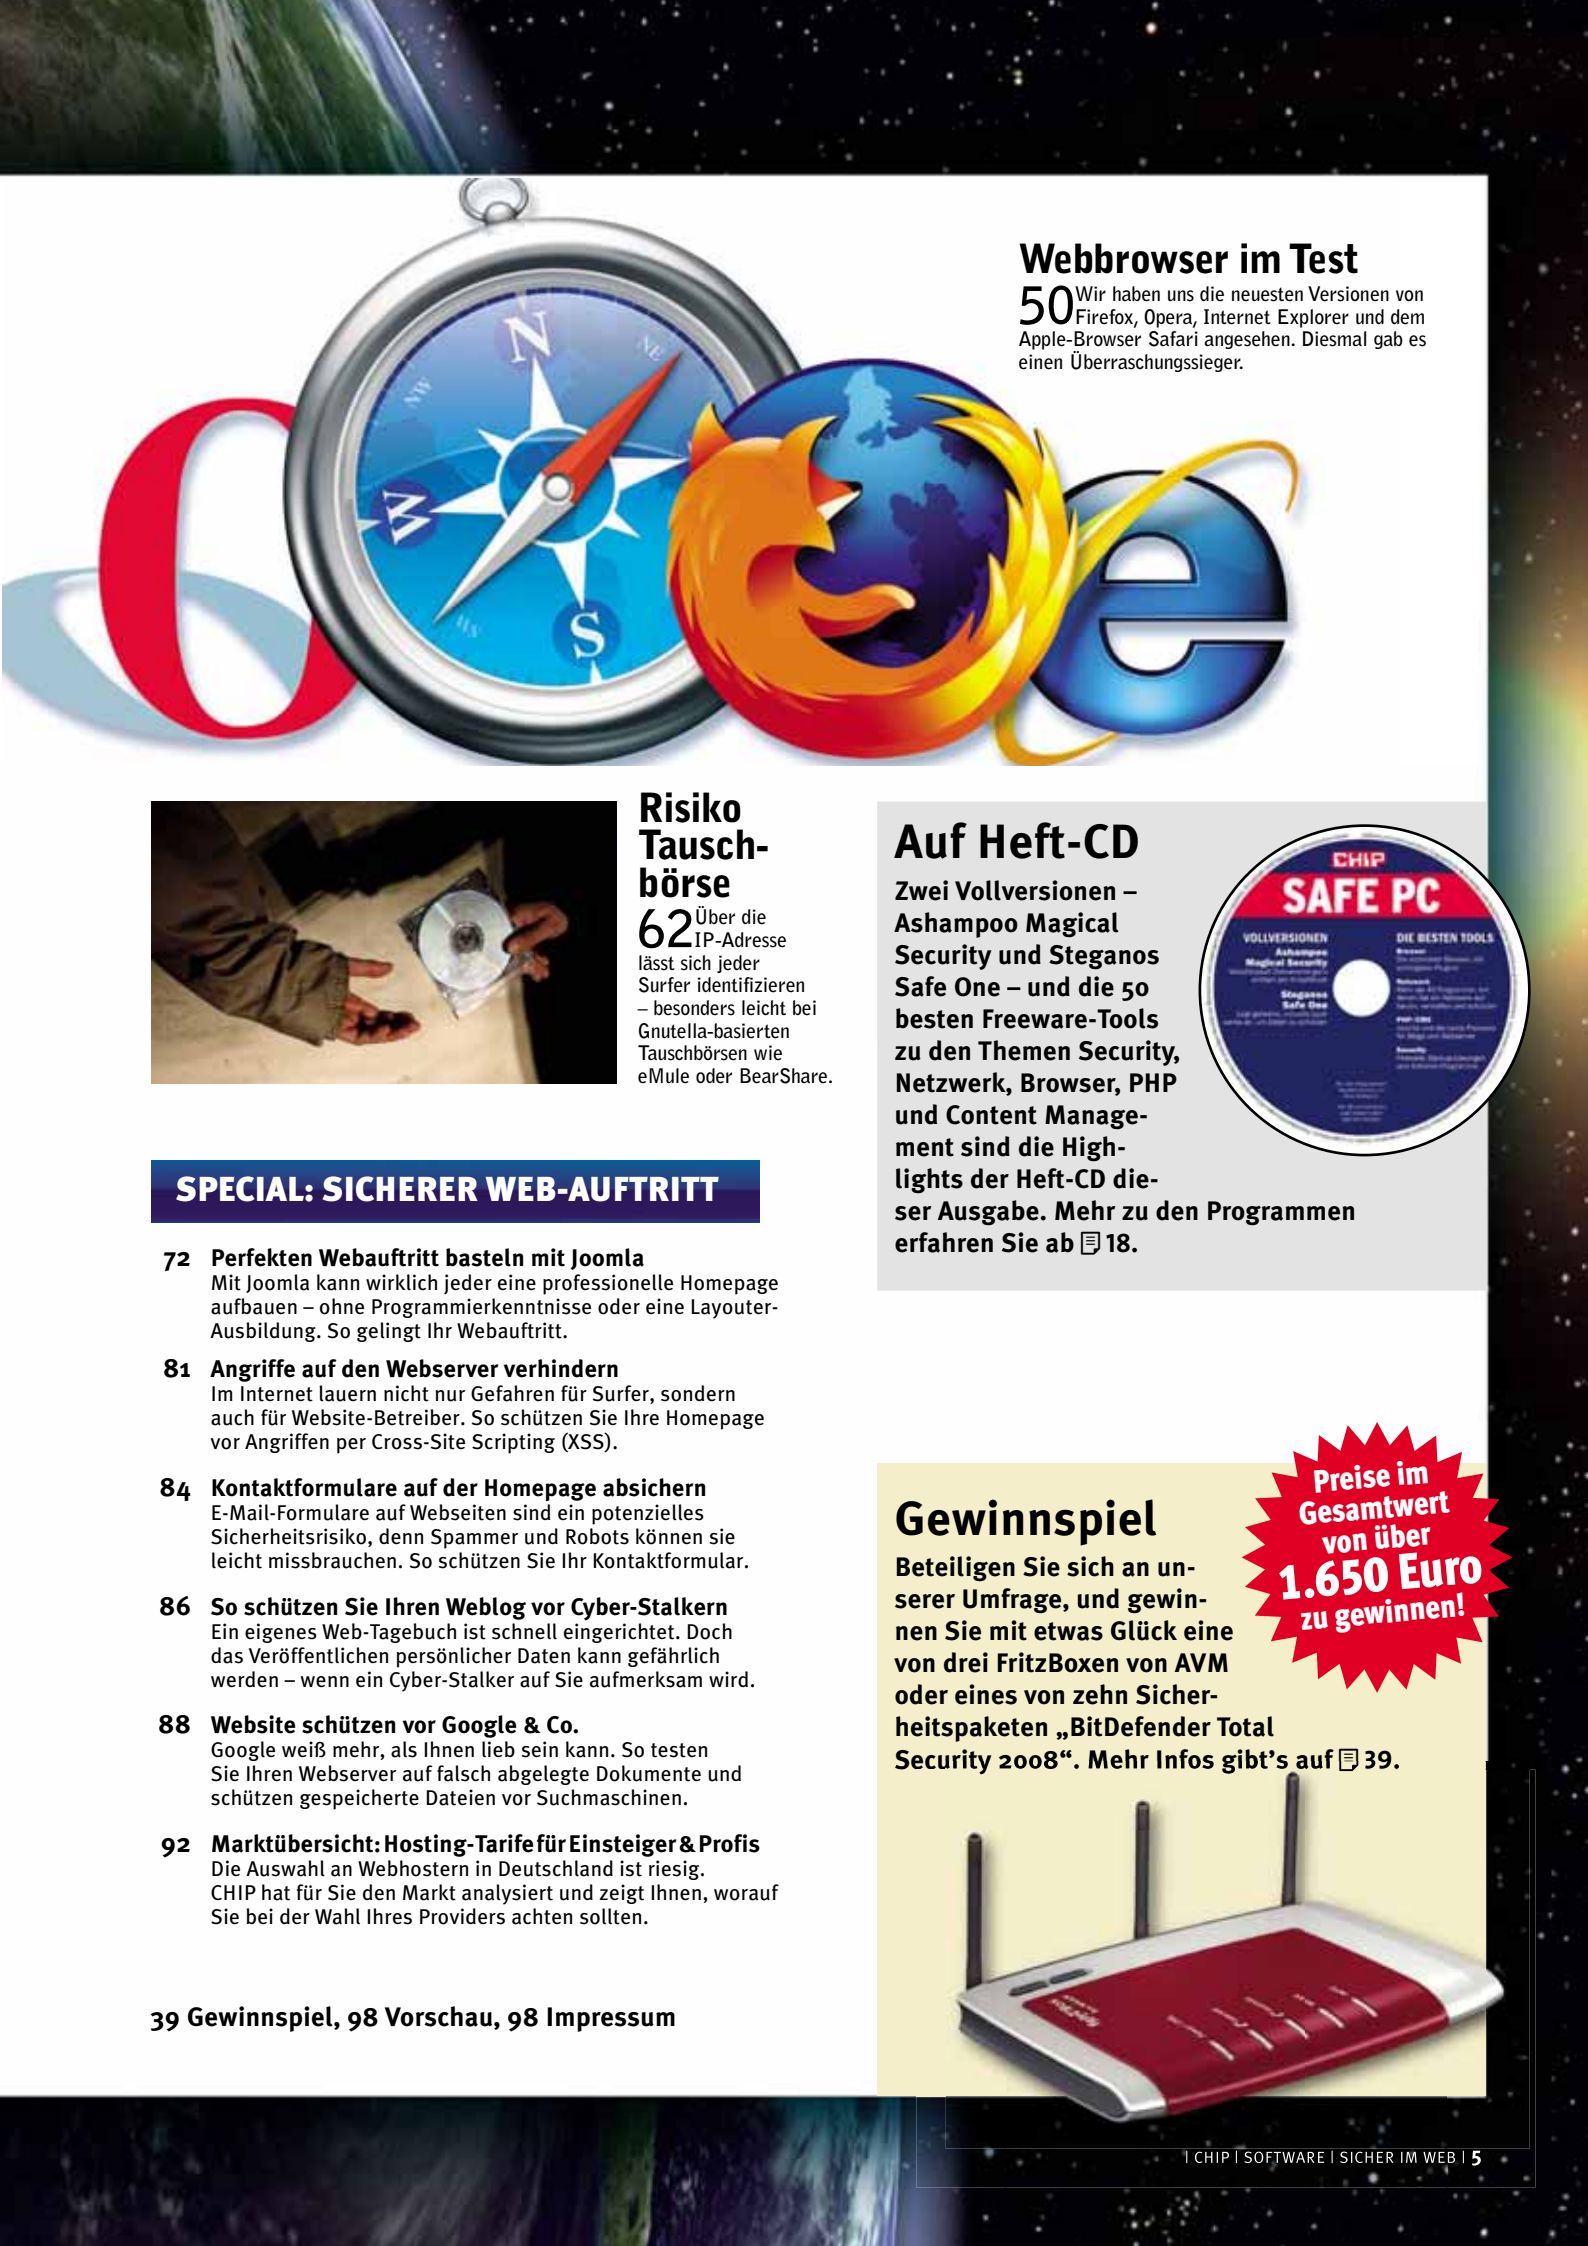 Webbrowser im Test
50 Wir haben uns die neuesten Versionen von
Firefox, Opera, Internet Explorer und dem
Apple-Browser Safari angesehen. Diesmal gab es
einen Überraschungssieger.
N
NE
NW
W
S
WS
e
Risiko
Tausch-
börse
62 Über die
IP-Adresse
lässt sich jeder
Surfer identifizieren
– besonders leicht bei
Gnutella-basierten
Tauschbörsen wie
eMule oder BearShare.
Auf Heft-CD
Zwei Vollversionen –
Ashampoo Magical
Security und Steganos
Safe One – und die 50
besten Freeware-Tools
zu den Themen Security,
Netzwerk, Browser, PHP
und Content Manage-
ment sind die High-
lights der Heft-CD die-
ser Ausgabe. Mehr zu den Programmen
erfahren Sie ab 18.
CHIP
SAFE PC
VOLLVERSIONEN
Ashampoo
Magical Security
Steganos
Safe One
DIE BESTEN TOOLS
Browser
Netzwerk
PHP-CMS
Security
SPECIAL: SICHERER WEB-AUFTRITT
72 Perfekten Webauftritt basteln mit Joomla
Mit Joomla kann wirklich jeder eine professionelle Homepage
aufbauen – ohne Programmierkenntnisse oder eine Layouter-
Ausbildung. So gelingt Ihr Webauftritt.
81 Angriffe auf den Webserver verhindern
Im Internet lauern nicht nur Gefahren für Surfer, sondern
auch für Website-Betreiber. So schützen Sie Ihre Homepage
vor Angriffen per Cross-Site Scripting (XSS).
84 Kontaktformulare auf der Homepage absichern
E-Mail-Formulare auf Webseiten sind ein potenzielles
Sicherheitsrisiko, denn Spammer und Robots können sie
leicht missbrauchen. So schützen Sie Ihr Kontaktformular.
86 So schützen Sie Ihren Weblog vor Cyber-Stalkern
Ein eigenes Web-Tagebuch ist schnell eingerichtet. Doch
das Veröffentlichen persönlicher Daten kann gefährlich
werden – wenn ein Cyber-Stalker auf Sie aufmerksam wird.
88 Website schützen vor Google & Co.
Google weiß mehr, als Ihnen lieb sein kann. So testen
Sie Ihren Webserver auf falsch abgelegte Dokumente und
schützen gespeicherte Dateien vor Suchmaschinen.
92 Marktübersicht: Hosting-Tarife für Einsteiger & Profis
Die Auswahl an Webhostern in Deutschland ist riesig.
CHIP hat für Sie den Markt analysiert und zeigt Ihnen, worauf
Sie bei der Wahl Ihres Providers achten sollten.
39 Gewinnspiel, 98 Vorschau, 98 Impressum
Gewinnspiel
Beteiligen Sie sich an un-
serer Umfrage, und gewin-
nen Sie mit etwas Glück eine
von drei FritzBoxen von AVM
oder eines von zehn Sicher-
heitspaketen „BitDefender Total
Security 2008“. Mehr Infos gibt’s auf 39.
Preise im
Gesamtwert
von über
1.650 Euro
zu gewinnen!
| CHIP | SOFTWARE | SICHER IM WEB | 5